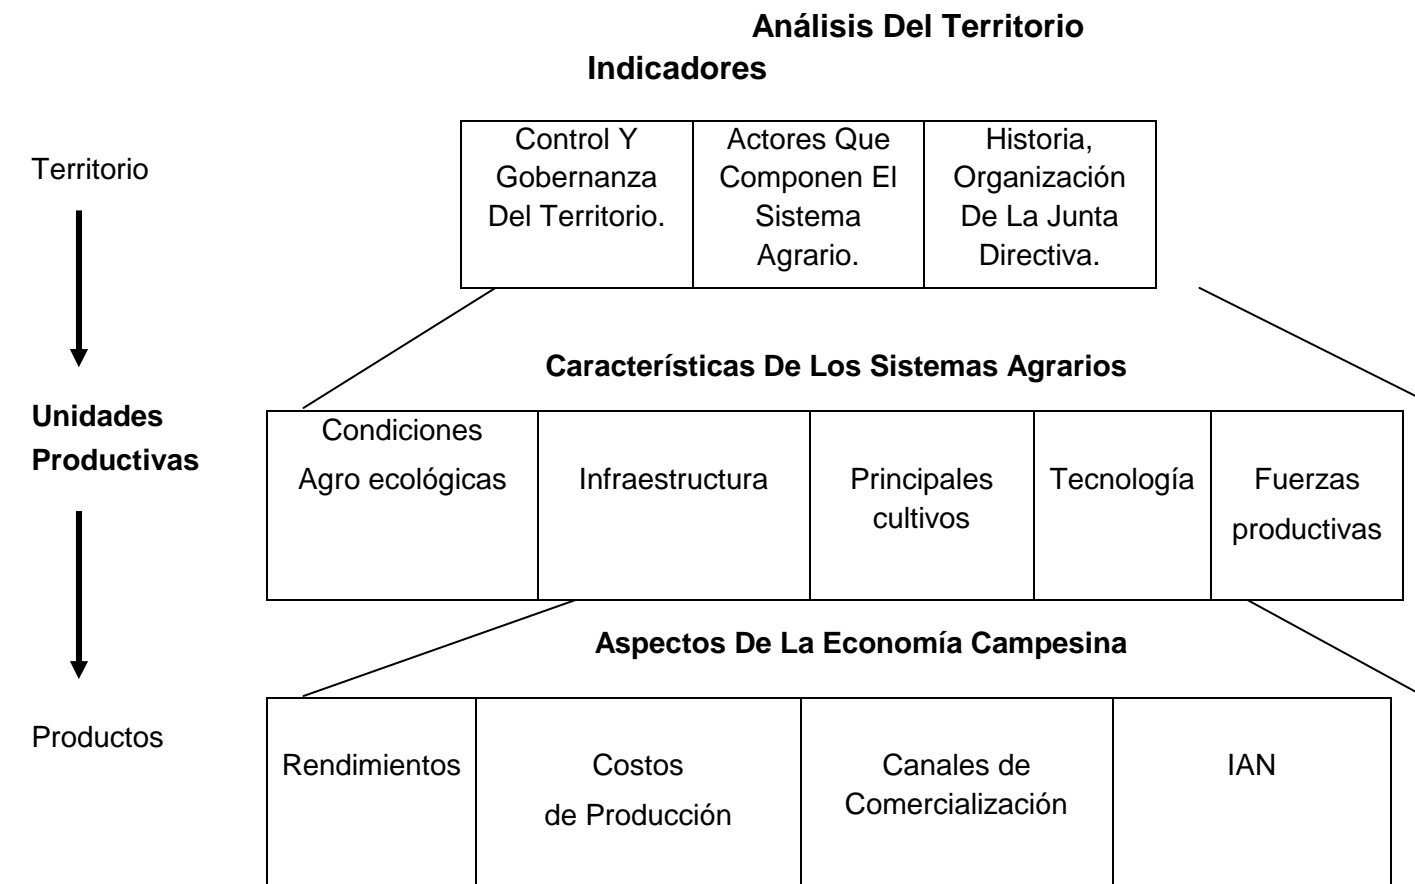 Análisis Del Territorio
Indicadores
Territorio
Control Y
Gobernanza
Del Territorio.
Actores Que
Componen El
Sistema
Agrario.
Historia,
Organización
De La Junta
Directiva.
Características De Los Sistemas Agrarios
Unidades
Productivas
Condiciones
Agro ecológicas
Infraestructura
Principales
cultivos
Tecnología
Fuerzas
productivas
Aspectos De La Economía Campesina
Productos
Rendimientos
Costos
de Producción
Canales de
Comercialización
IAN